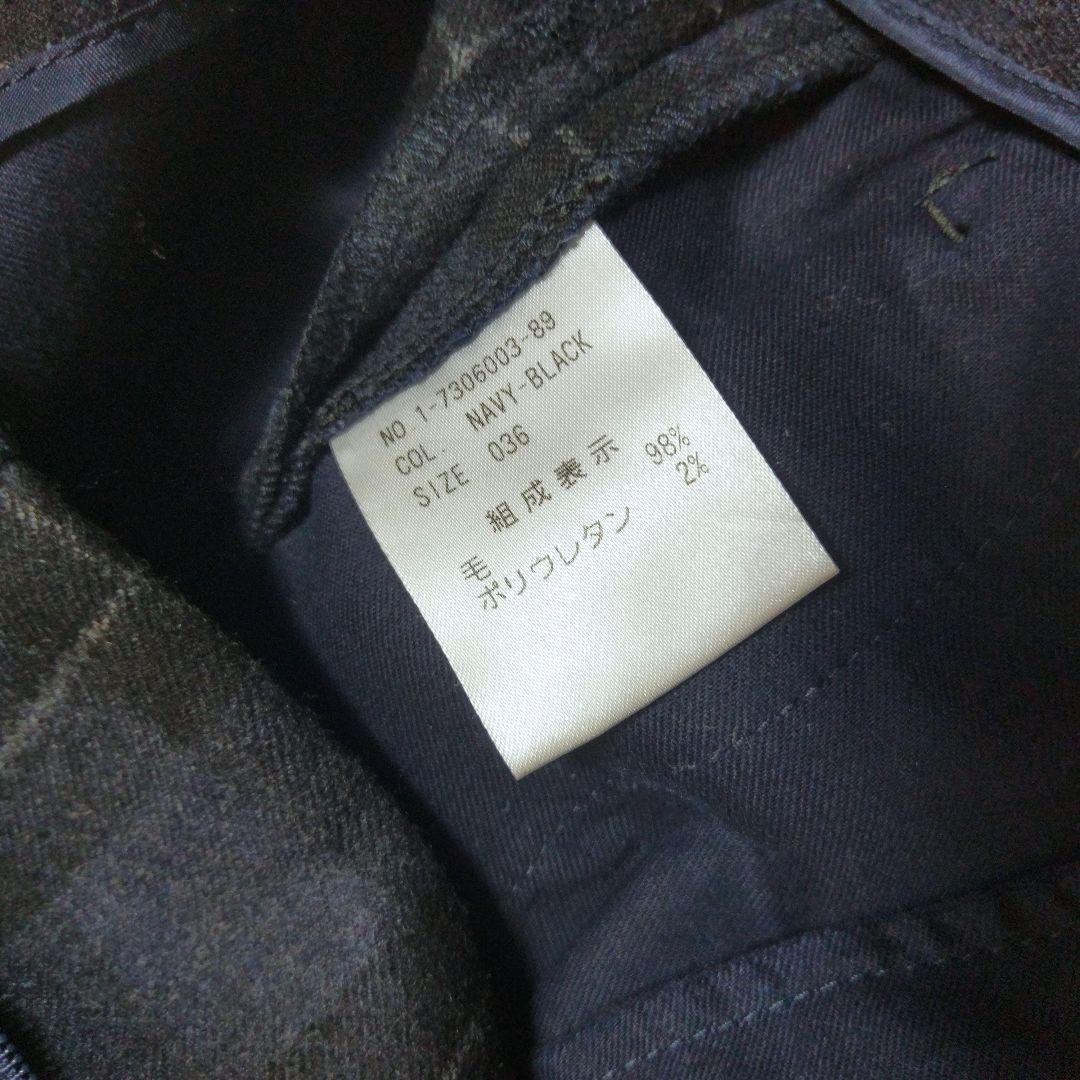 NO.1-7306003-89
COL. NAVY-BLACK
SIZE 036
組成表示
毛 98%
ポリウレタン 2%